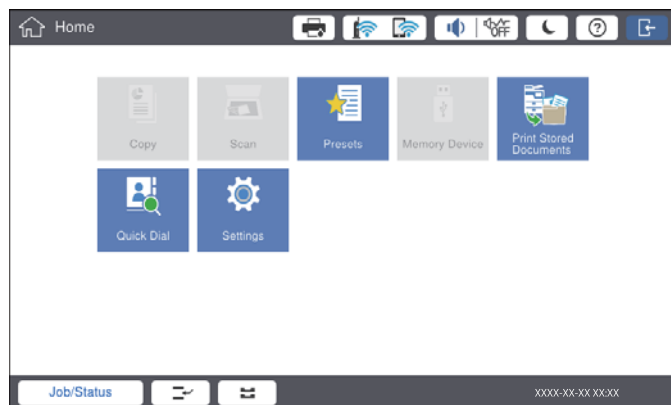 Home
OFF
?
Copy
Scan
Presets
Memory Device
Print Stored
Documents
Quick Dial
Settings
Job/Status
XXXX-XX-XX XX:XX